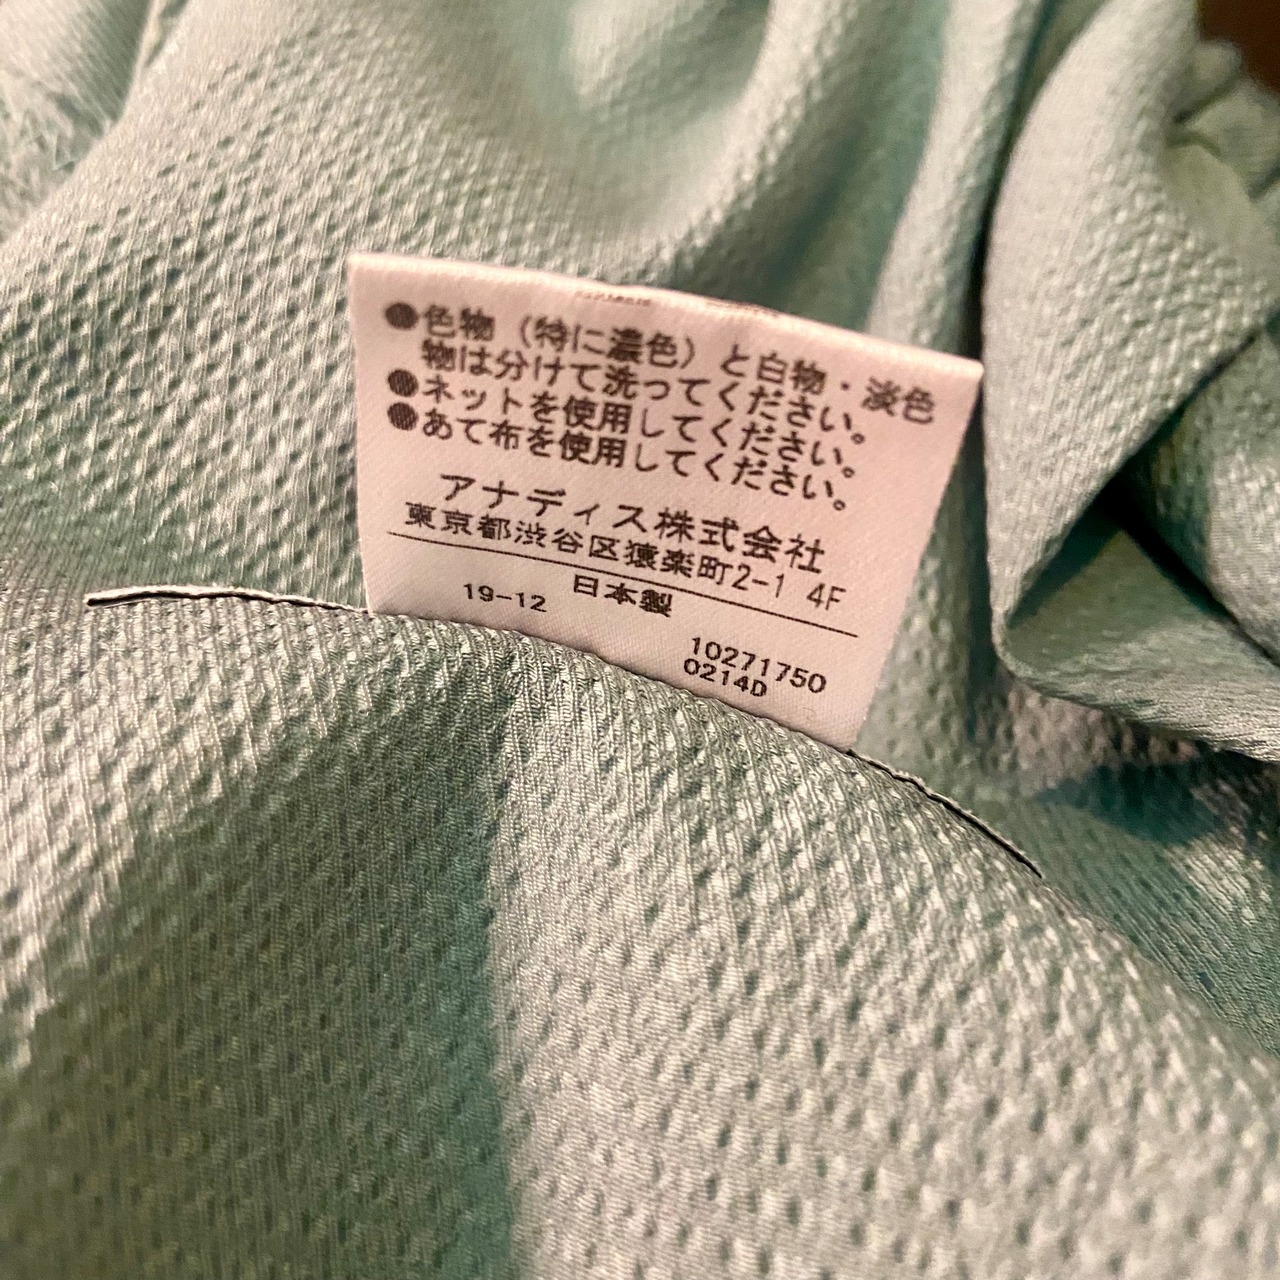 ●色物（特に濃色）と白物・淡色
物は分けて洗ってください。
●ネットを使用してください。
●あて布を使用してください。
アナディス株式会社
東京都渋谷区猿楽町2-1 4F
19-12 日本製
10271750
0214D